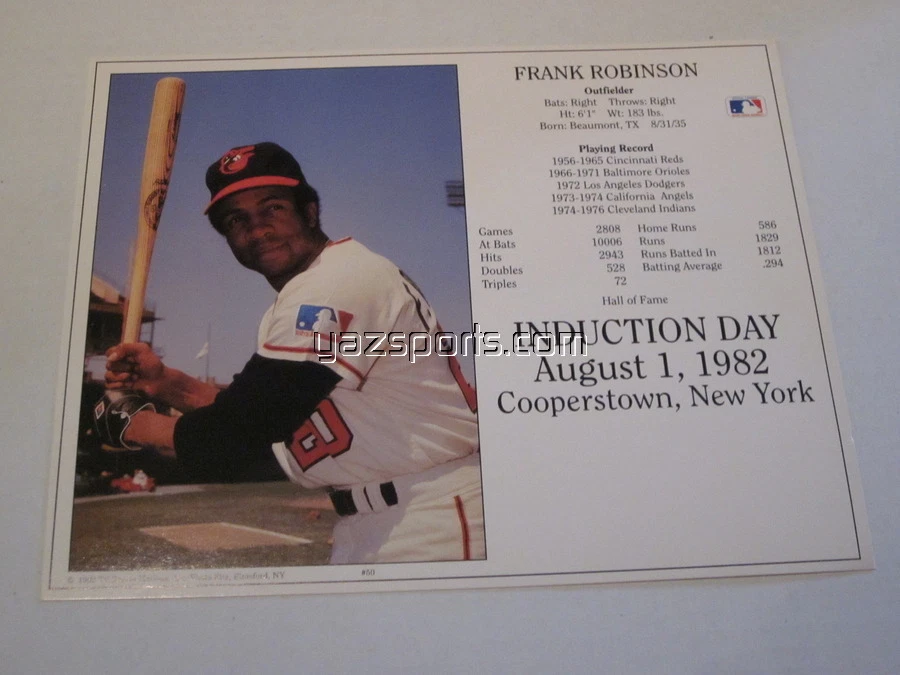 FRANK ROBINSON
Outfielder
Bats: Right Throws: Right
Ht: 6'1" Wt: 183 lbs.
Born: Beaumont, TX 8/31/35
Playing Record
1956-1965 Cincinnati Reds
1966-1971 Baltimore Orioles
1972 Los Angeles Dodgers
1973-1974 California Angels
1974-1976 Cleveland Indians
Games 2808 Home Runs 586
At Bats 10006 Runs 1829
Hits 2943 Runs Batted In 1812
Doubles 528 Batting Average .294
Triples 72
Hall of Fame
INDUCTION DAY
August 1, 1982
Cooperstown, New York
yazsports.com
NY
#50